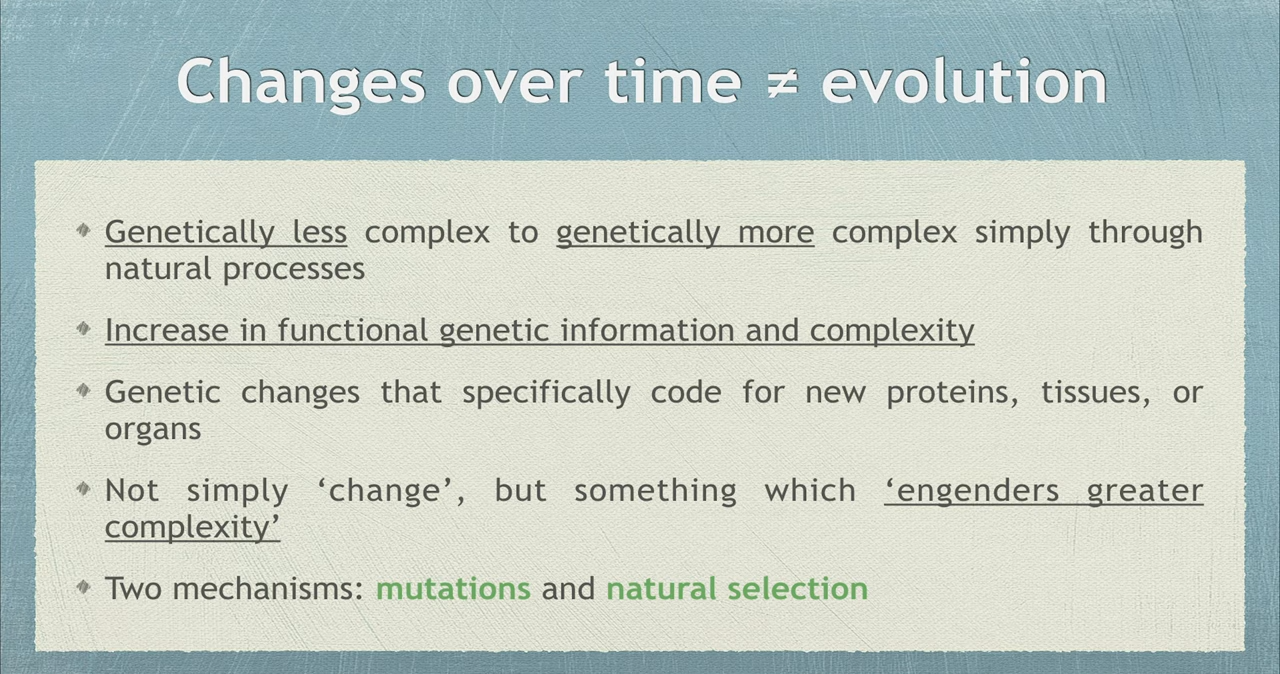 Changes over time ≠ evolution
Genetically less complex to genetically more complex simply through
natural processes
Increase in functional genetic information and complexity
Genetic changes that specifically code for new proteins, tissues, or
organs
Not simply ‘change’, but something which ‘engenders greater
complexity’
Two mechanisms: mutations and natural selection